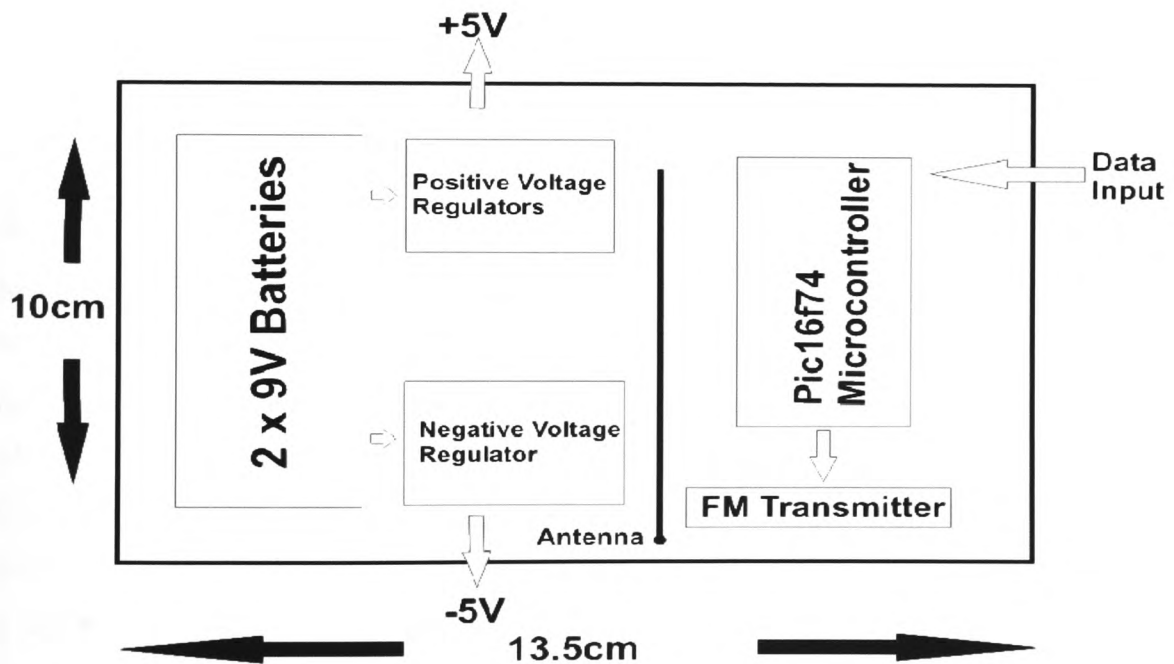 +5V
Data
Input
Positive Voltage
Regulators
2 x 9V Batteries
Pic16f74
Microcontroller
10cm
Negative Voltage
Regulator
FM Transmitter
Antenna
-5V
13.5cm